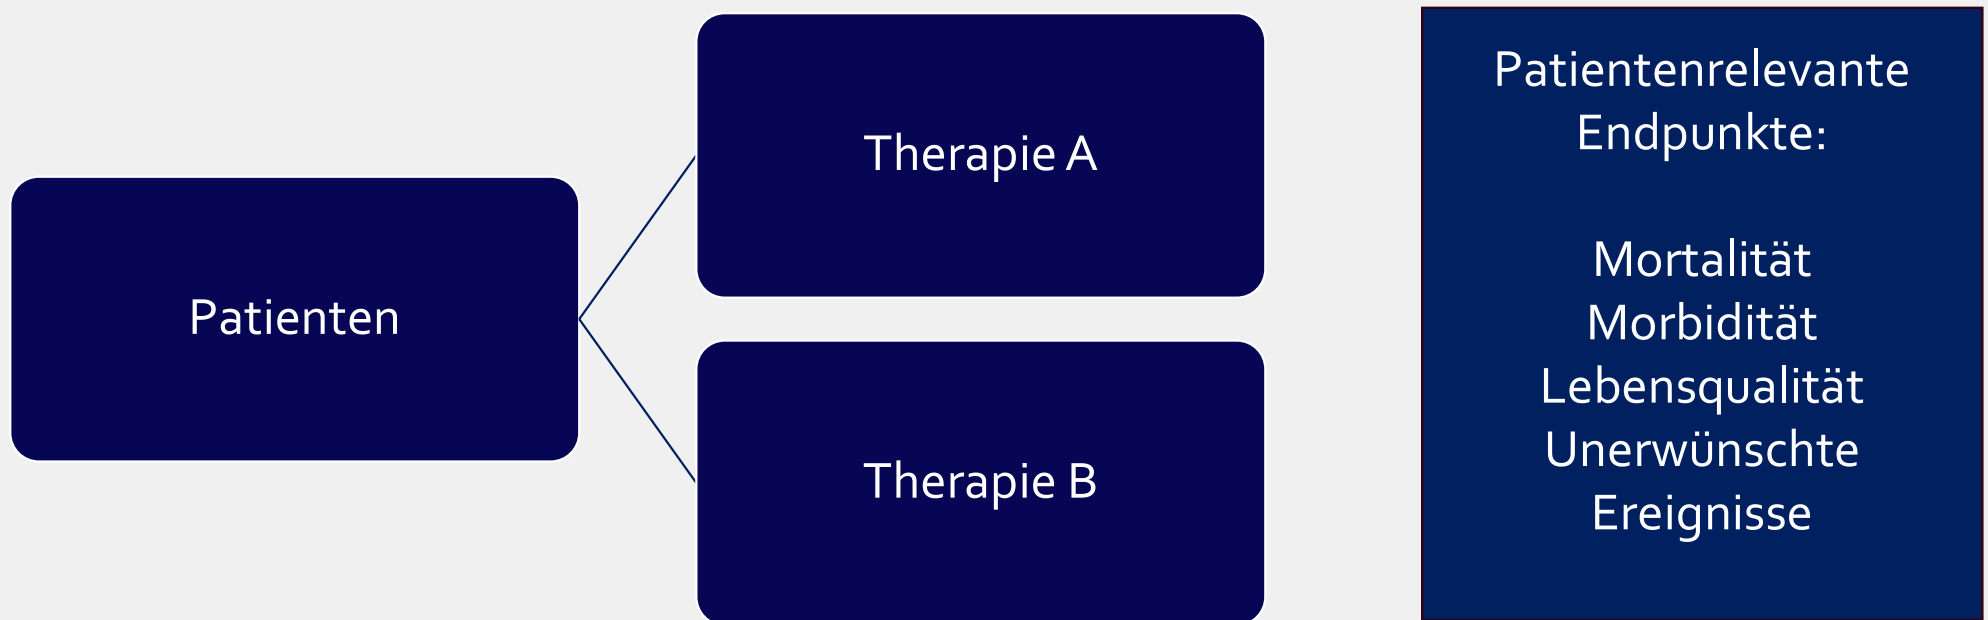 Patienten
Therapie A
Therapie B
Patientenrelevante
Endpunkte:
Mortalität
Morbidität
Lebensqualität
Unerwünschte
Ereignisse